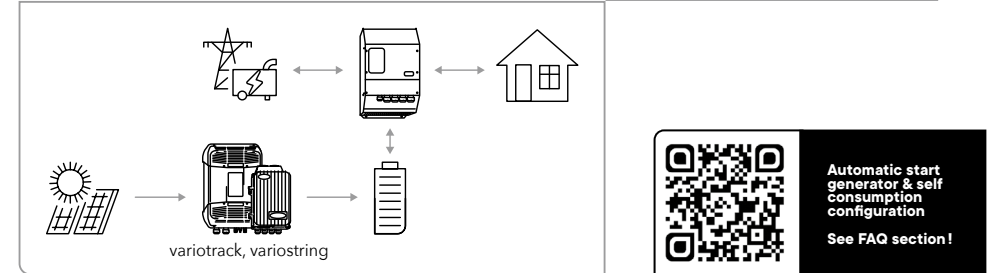 variotrack, variostring
Automatic start
generator & self
consumption
configuration
See FAQ section !